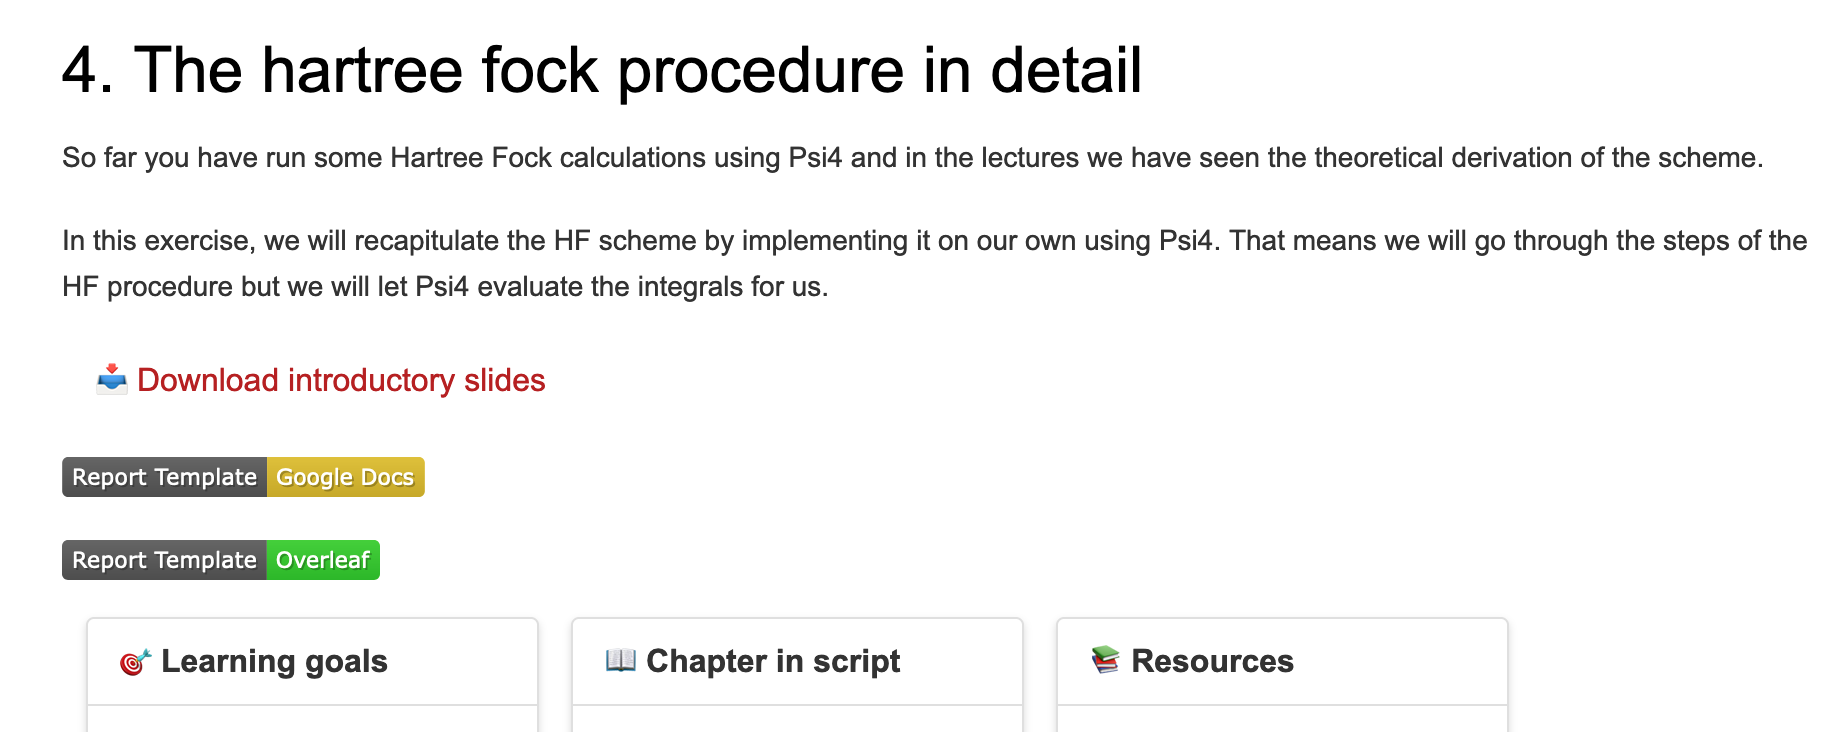 4. The hartree fock procedure in detail
So far you have run some Hartree Fock calculations using Psi4 and in the lectures we have seen the theoretical derivation of the scheme.
In this exercise, we will recapitulate the HF scheme by implementing it on our own using Psi4. That means we will go through the steps of the
HF procedure but we will let Psi4 evaluate the integrals for us.
📥 Download introductory slides
Report Template Google Docs
Report Template Overleaf
🎯 Learning goals
📖 Chapter in script
📚 Resources